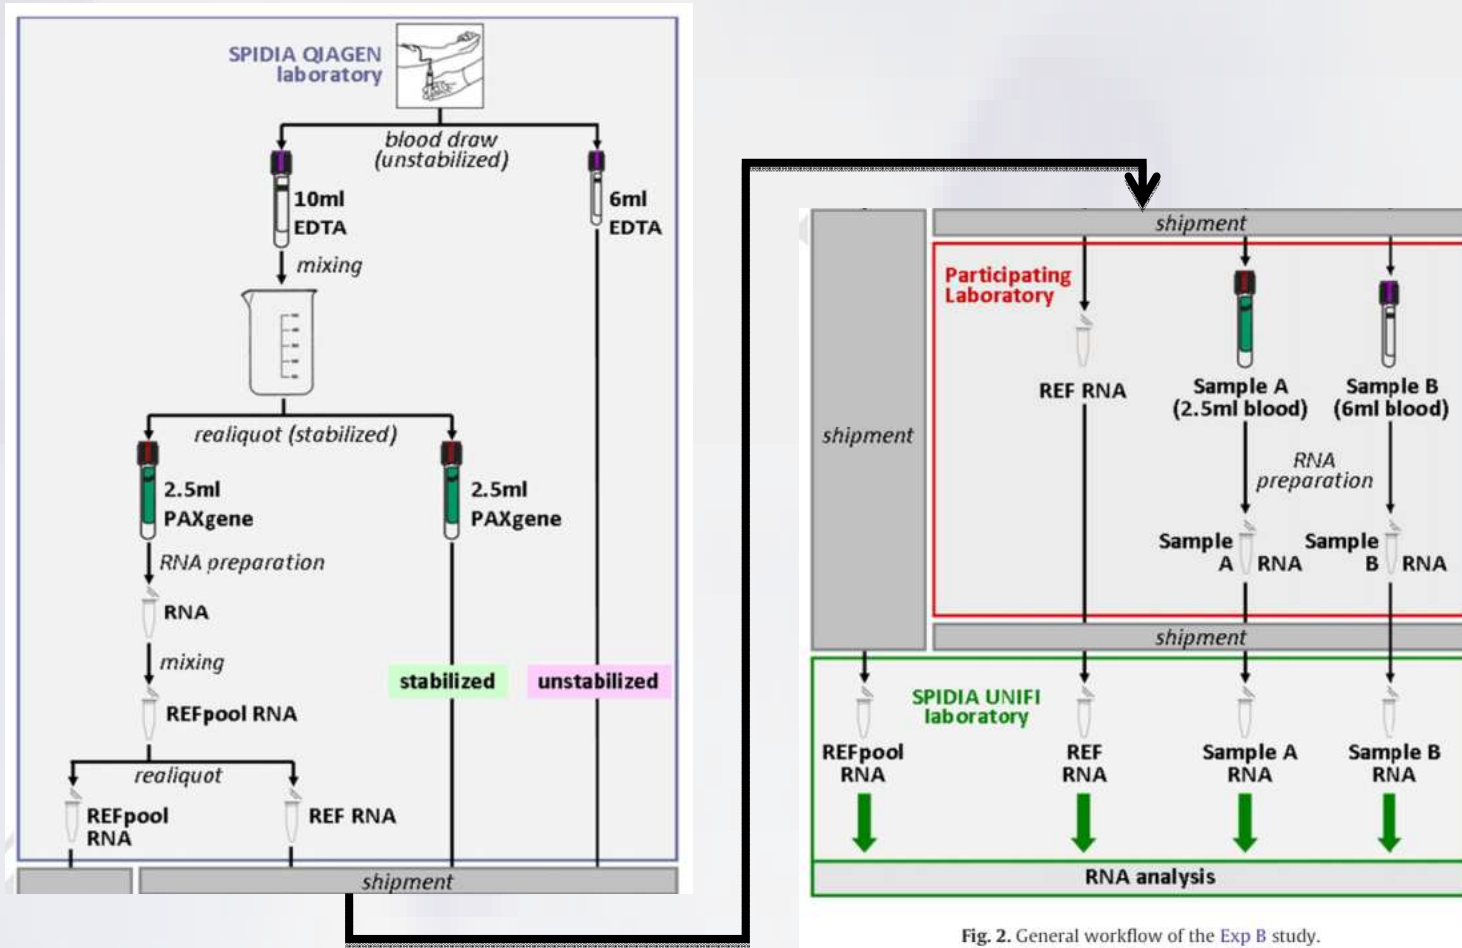 SPIDIA QIAGEN
laboratory
blood draw
(unstabilized)
10ml
EDTA
6ml
EDTA
mixing
realiquot (stabilized)
2.5ml
PAXgene
2.5ml
PAXgene
RNA preparation
RNA
mixing
REFpool RNA
stabilized
unstabilized
realiquot
REFpool
RNA
REF RNA
shipment
shipment
shipment
Participating
Laboratory
REF RNA
Sample A
(2.5ml blood)
Sample B
(6ml blood)
RNA
preparation
Sample
A RNA
Sample
B RNA
shipment
SPIDIA UNIFI
laboratory
REFpool
RNA
REF
RNA
Sample A
RNA
Sample B
RNA
RNA analysis
Fig. 2. General workflow of the Exp B study.